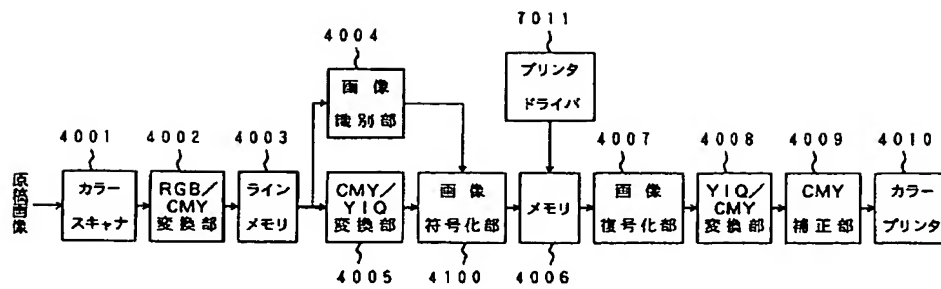 4004
7011
画像
識別部
プリンタ
ドライバ
4001
4002
4003
4007
4008
4009
4010
原稿画像
カラー
スキャナ
RGB/
CMY
変換部
ライン
メモリ
CMY/
YIQ
変換部
画像
符号化部
メモリ
画像
復号化部
YIQ/
CMY
変換部
CMY
補正部
カラー
プリンタ
4005
4100
4006